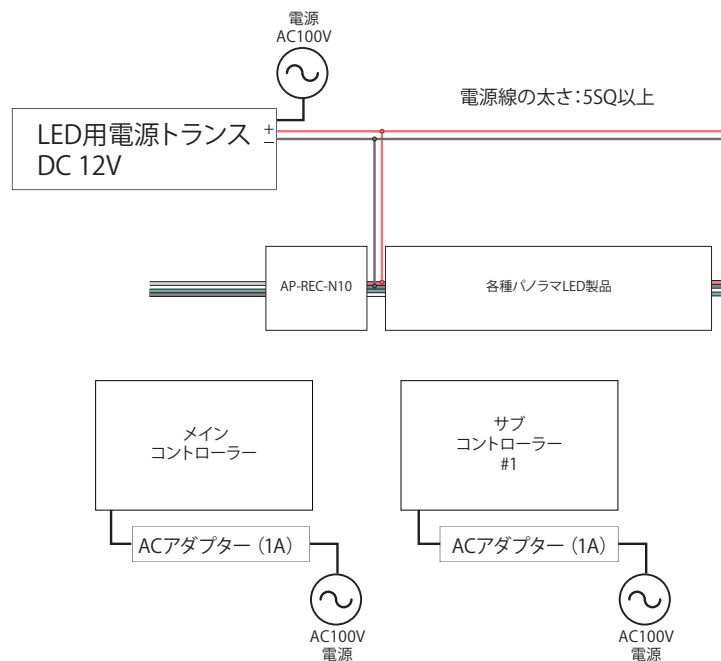 電源
AC100V
電源線の太さ：5SQ以上
LED用電源トランス
DC 12V
+
−
AP-REC-N10
各種パノラマLED製品
メイン
コントローラー
サブ
コントローラー
#1
ACアダプター（1A）
ACアダプター（1A）
AC100V
電源
AC100V
電源